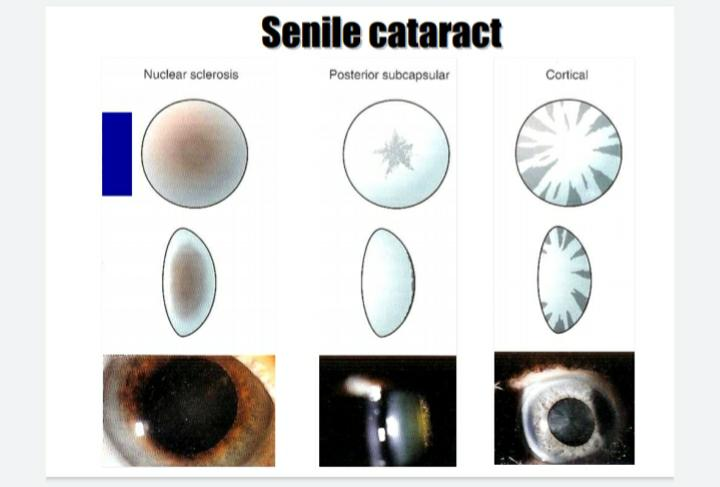 Senile cataract
Nuclear sclerosis
Posterior subcapsular
Cortical